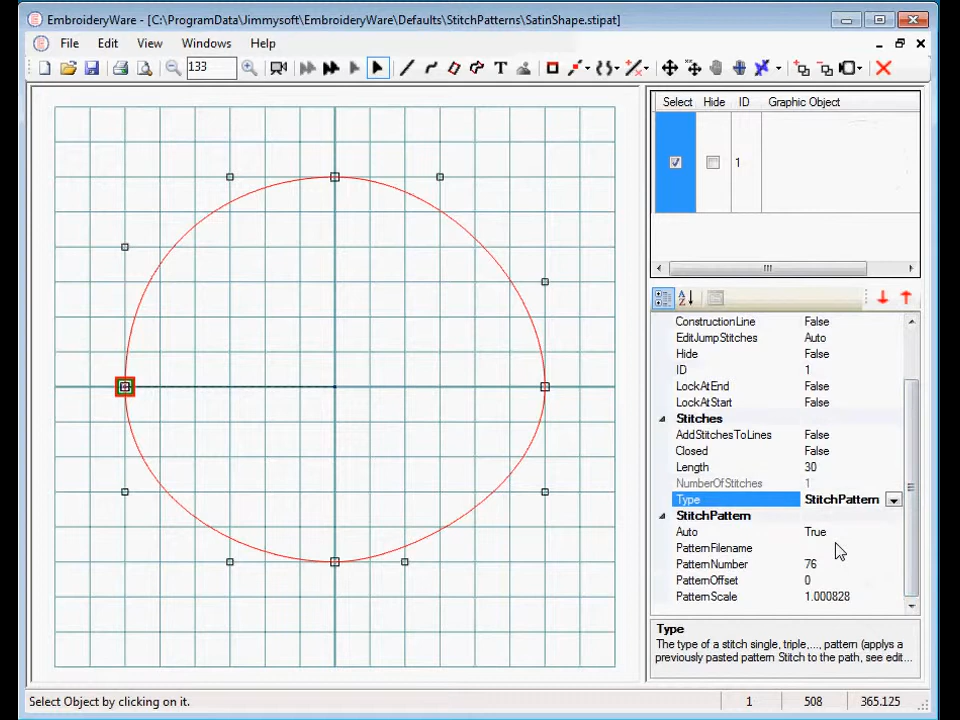 EmbroideryWare - [C:\ProgramData\Jimmysoft\EmbroideryWare\Defaults\StitchPatterns\SatinShape.stipat]
File Edit View Windows Help
133
T
Select Hide ID Graphic Object
1
ConstructionLine False
EditJumpStitches Auto
Hide False
ID 1
LockAtEnd False
LockAtStart False
Stitches
AddStitchesToLines False
Closed False
Length 30
NumberOfStitches 1
Type StitchPattern
StitchPattern
Auto True
PatternFilename
PatternNumber 76
PatternOffset 0
PatternScale 1.000828
Type
The type of a stitch single, triple,..., pattern (applys a
previously pasted pattern Stitch to the path, see edit...
Select Object by clicking on it. 1 508 365.125